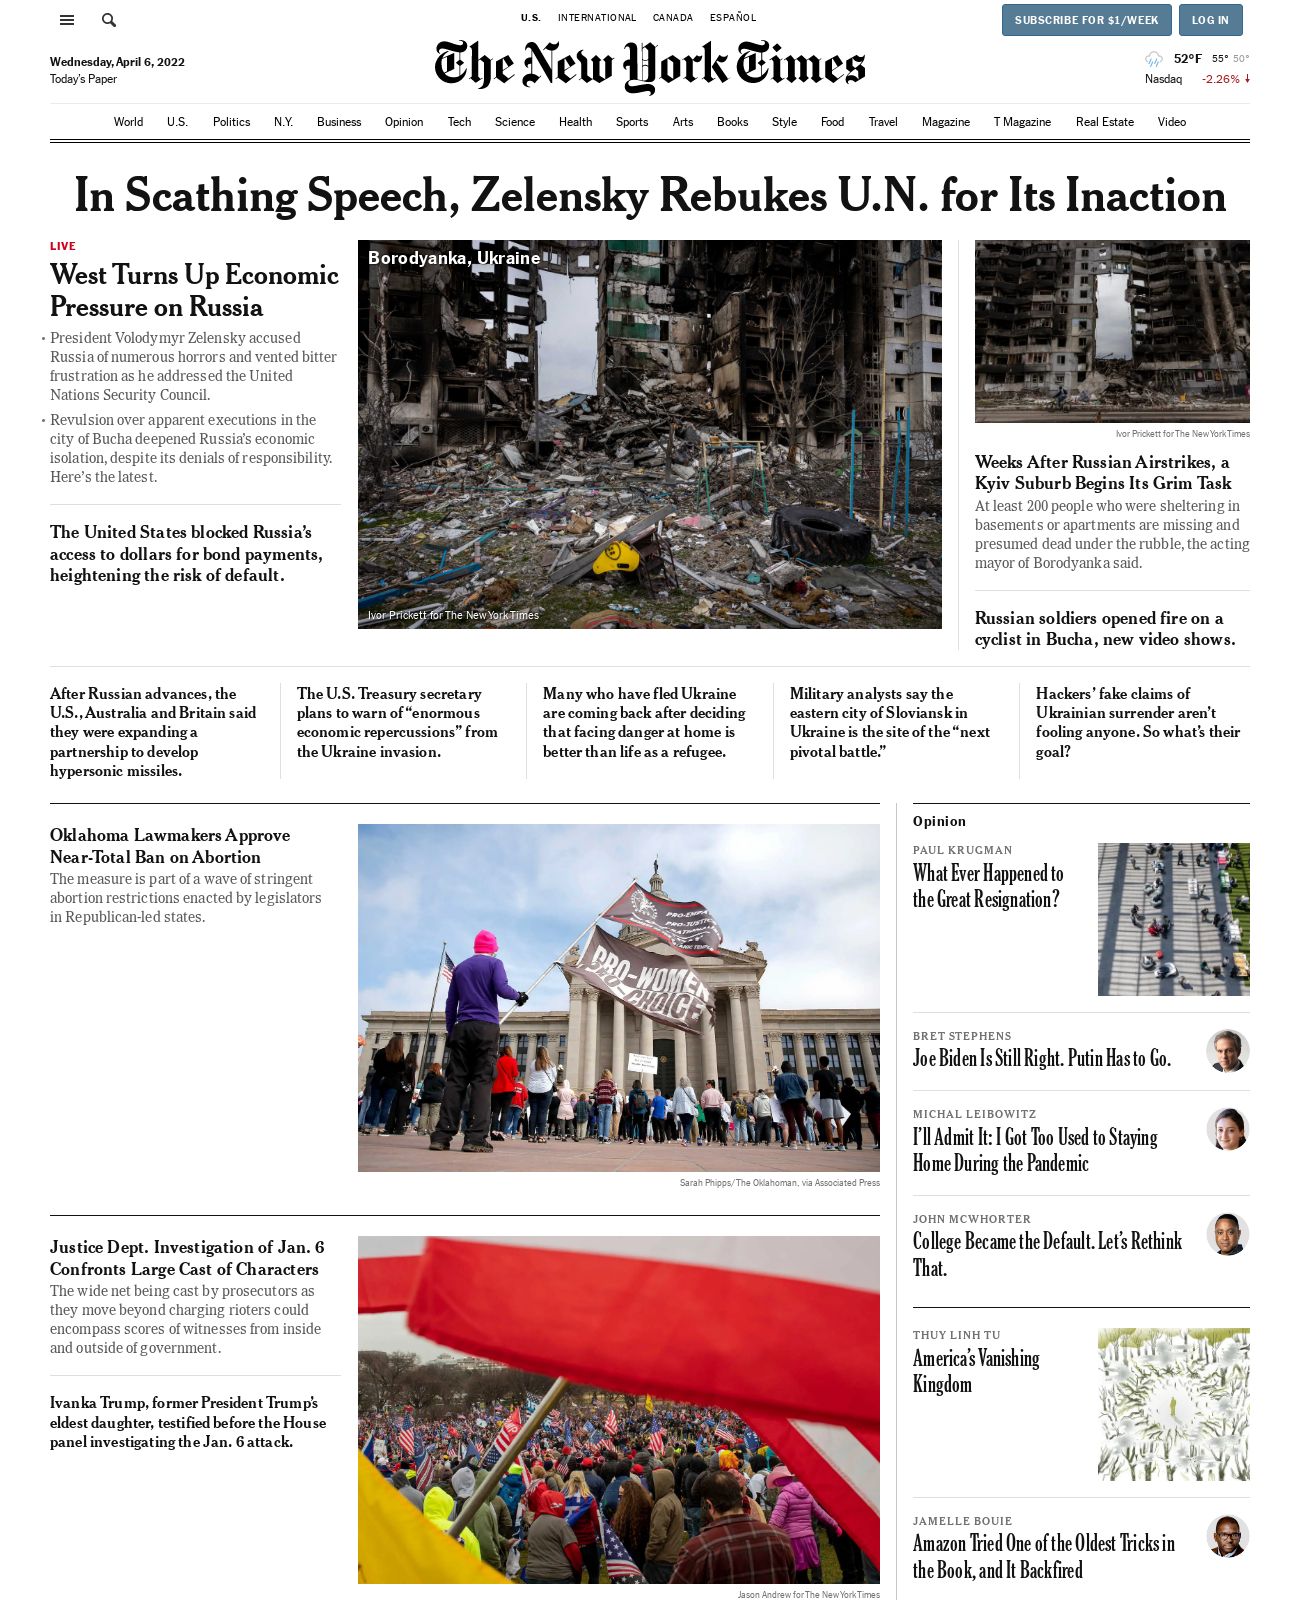 U.S. INTERNATIONAL CANADA ESPAÑOL
SUBSCRIBE FOR $1/WEEK
LOG IN
Wednesday, April 6, 2022
Today's Paper
The New York Times
52°F 55° 50°
Nasdaq -2.26%
World U.S. Politics N.Y. Business Opinion Tech Science Health Sports Arts Books Style Food Travel Magazine T Magazine Real Estate Video
In Scathing Speech, Zelensky Rebukes U.N. for Its Inaction
LIVE
West Turns Up Economic
Pressure on Russia
President Volodymyr Zelensky accused
Russia of numerous horrors and vented bitter
frustration as he addressed the United
Nations Security Council.
Revulsion over apparent executions in the
city of Bucha deepened Russia's economic
isolation, despite its denials of responsibility.
Here's the latest.
The United States blocked Russia's
access to dollars for bond payments,
heightening the risk of default.
Borodyanka, Ukraine
Ivor Prickett for The New York Times
Ivor Prickett for The New York Times
Weeks After Russian Airstrikes, a
Kyiv Suburb Begins Its Grim Task
At least 200 people who were sheltering in
basements or apartments are missing and
presumed dead under the rubble, the acting
mayor of Borodyanka said.
Russian soldiers opened fire on a
cyclist in Bucha, new video shows.
After Russian advances, the
U.S., Australia and Britain said
they were expanding a
partnership to develop
hypersonic missiles.
The U.S. Treasury secretary
plans to warn of “enormous
economic repercussions” from
the Ukraine invasion.
Many who have fled Ukraine
are coming back after deciding
that facing danger at home is
better than life as a refugee.
Military analysts say the
eastern city of Sloviansk in
Ukraine is the site of the “next
pivotal battle.”
Hackers' fake claims of
Ukrainian surrender aren't
fooling anyone. So what's their
goal?
Oklahoma Lawmakers Approve
Near-Total Ban on Abortion
The measure is part of a wave of stringent
abortion restrictions enacted by legislators
in Republican-led states.
PRO-WOMEN
PRO-CHOICE
Sarah Phipps/The Oklahoman, via Associated Press
Justice Dept. Investigation of Jan. 6
Confronts Large Cast of Characters
The wide net being cast by prosecutors as
they move beyond charging rioters could
encompass scores of witnesses from inside
and outside of government.
Ivanka Trump, former President Trump's
eldest daughter, testified before the House
panel investigating the Jan. 6 attack.
Jason Andrew for The New York Times
Opinion
PAUL KRUGMAN
What Ever Happened to
the Great Resignation?
BRET STEPHENS
Joe Biden Is Still Right. Putin Has to Go.
MICHAL LEIBOWITZ
I'll Admit It: I Got Too Used to Staying
Home During the Pandemic
JOHN MCWHORTER
College Became the Default. Let's Rethink
That.
THUY LINH TU
America's Vanishing
Kingdom
JAMELLE BOUIE
Amazon Tried One of the Oldest Tricks in
the Book, and It Backfired